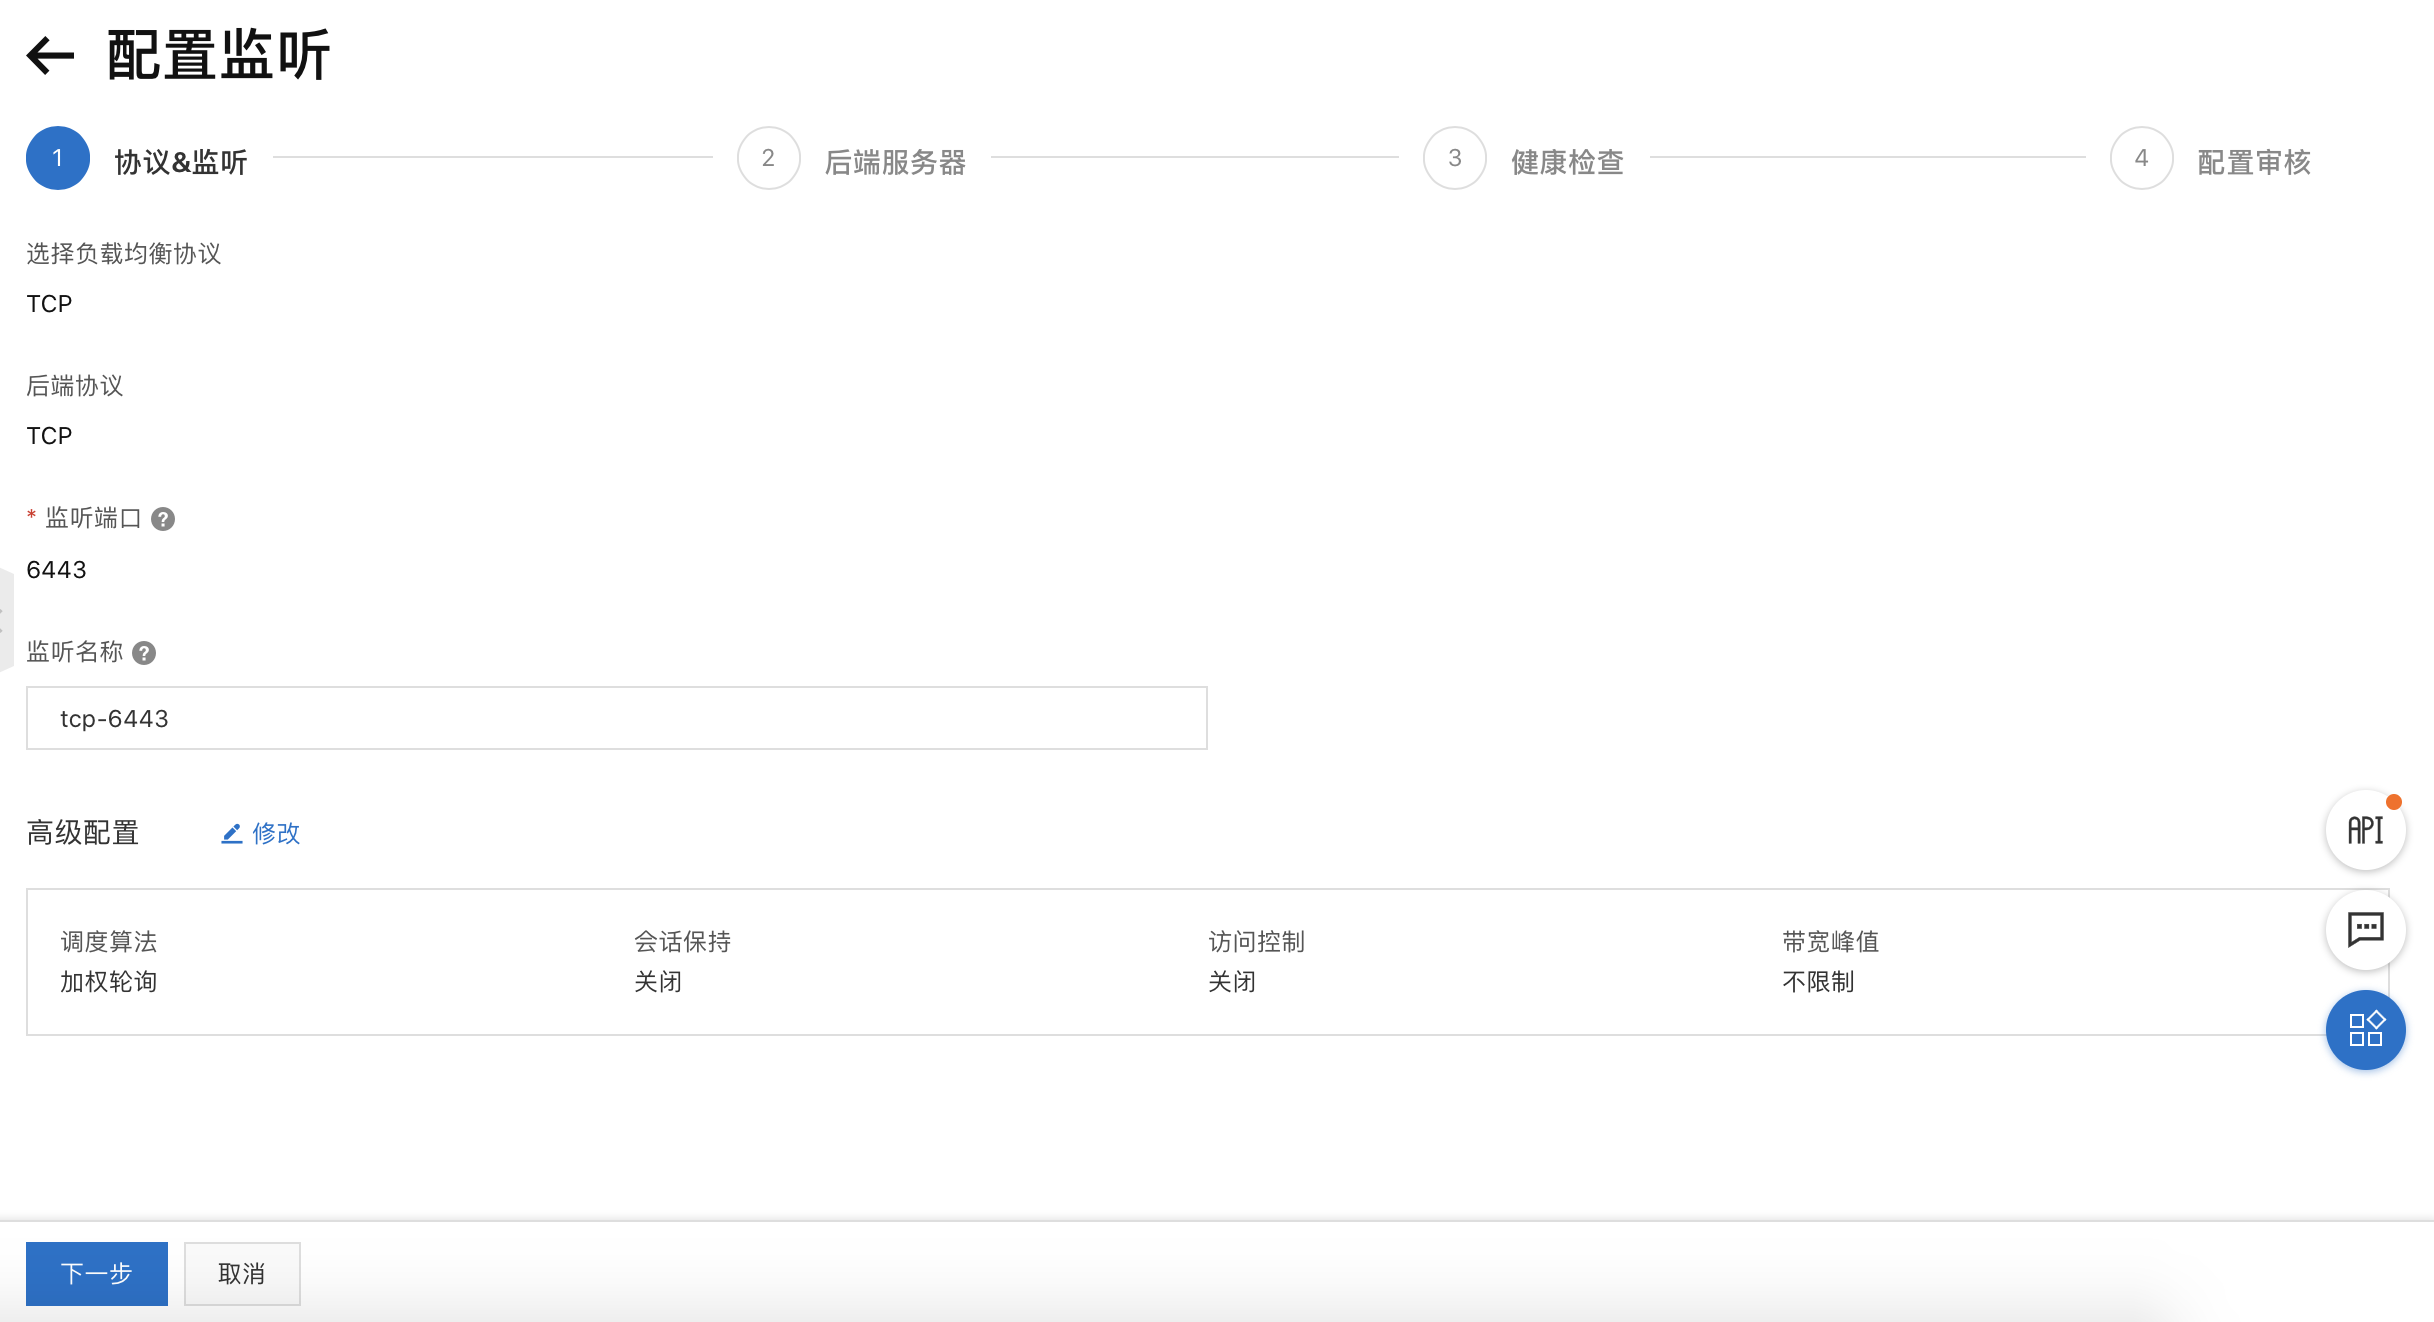 配置监听
1 协议&监听 2 后端服务器 3 健康检查 4 配置审核
选择负载均衡协议
TCP
后端协议
TCP
* 监听端口 ?
6443
监听名称 ?
tcp-6443
高级配置 修改
API
调度算法 会话保持 访问控制 带宽峰值
加权轮询 关闭 关闭 不限制
下一步 取消